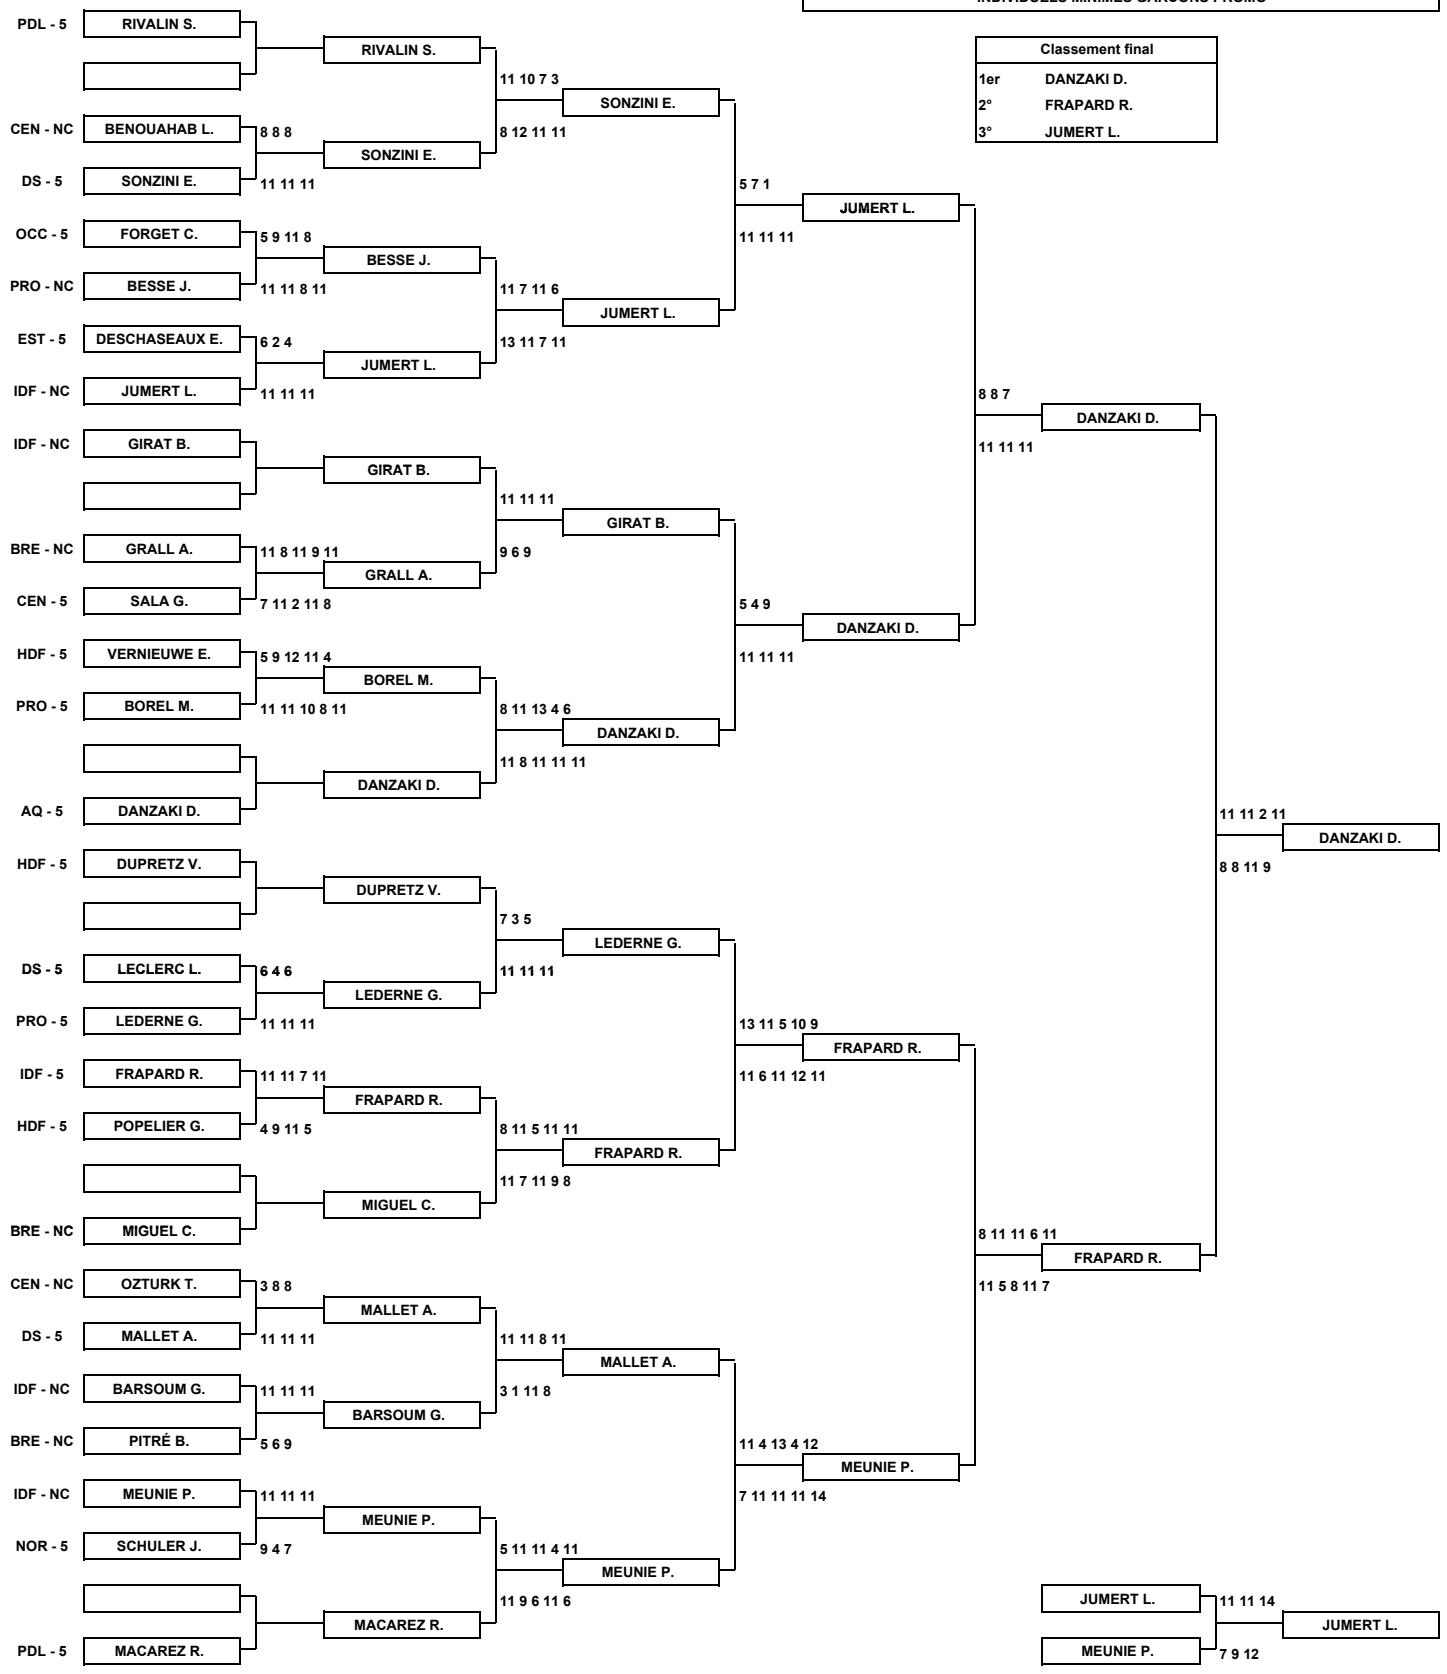 PDL - 5 RIVALIN S.
RIVALIN S.
Classement final
11 10 7 3
1er DANZAKI D.
SONZINI E.
2° FRAPARD R.
CEN - NC BENOUAHAB L. 8 8 8
8 12 11 11
3° JUMERT L.
SONZINI E.
DS - 5 SONZINI E. 11 11 11
5 7 1
JUMERT L.
OCC - 5 FORGET C. 5 9 11 8
11 11 11
BESSE J.
PRO - NC BESSE J. 11 11 8 11
11 7 11 6
JUMERT L.
EST - 5 DESCHASEAUX E. 6 2 4
13 11 7 11
JUMERT L.
IDF - NC JUMERT L. 11 11 11
8 8 7
DANZAKI D.
IDF - NC GIRAT B.
11 11 11
GIRAT B.
11 11 11
GIRAT B.
BRE - NC GRALL A. 11 8 11 9 11
9 6 9
GRALL A.
CEN - 5 SALA G. 7 11 2 11 8
5 4 9
DANZAKI D.
HDF - 5 VERNIEUWE E. 5 9 12 11 4
11 11 11
BOREL M.
PRO - 5 BOREL M. 11 11 10 8 11
8 11 13 4 6
DANZAKI D.
11 8 11 11 11
DANZAKI D.
AQ - 5 DANZAKI D.
11 11 2 11
DANZAKI D.
HDF - 5 DUPRETZ V.
8 8 11 9
DUPRETZ V.
7 3 5
LEDERNE G.
DS - 5 LECLERC L. 6 4 6
11 11 11
LEDERNE G.
PRO - 5 LEDERNE G. 11 11 11
13 11 5 10 9
FRAPARD R.
IDF - 5 FRAPARD R. 11 11 7 11
11 6 11 12 11
FRAPARD R.
HDF - 5 POPELIER G. 4 9 11 5
8 11 5 11 11
FRAPARD R.
11 7 11 9 8
MIGUEL C.
BRE - NC MIGUEL C.
8 11 11 6 11
FRAPARD R.
CEN - NC OZTURK T. 3 8 8
11 5 8 11 7
MALLET A.
DS - 5 MALLET A. 11 11 11
11 11 8 11
MALLET A.
IDF - NC BARSOUM G. 11 11 11
3 1 11 8
BARSOUM G.
BRE - NC PITRÉ B. 5 6 9
11 4 13 4 12
MEUNIE P.
IDF - NC MEUNIE P. 11 11 11
7 11 11 11 14
MEUNIE P.
NOR - 5 SCHULER J. 9 4 7
5 11 11 4 11
MEUNIE P.
11 9 6 11 6
JUMERT L. 11 11 14
MACAREZ R.
JUMERT L.
PDL - 5 MACAREZ R.
MEUNIE P. 7 9 12